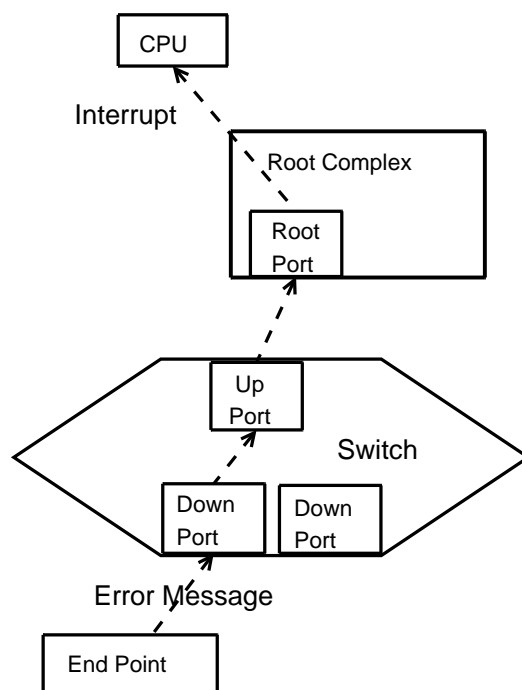 CPU
Interrupt
Root Complex
Root
Port
Up
Port
Switch
Down
Port
Down
Port
Error Message
End Point